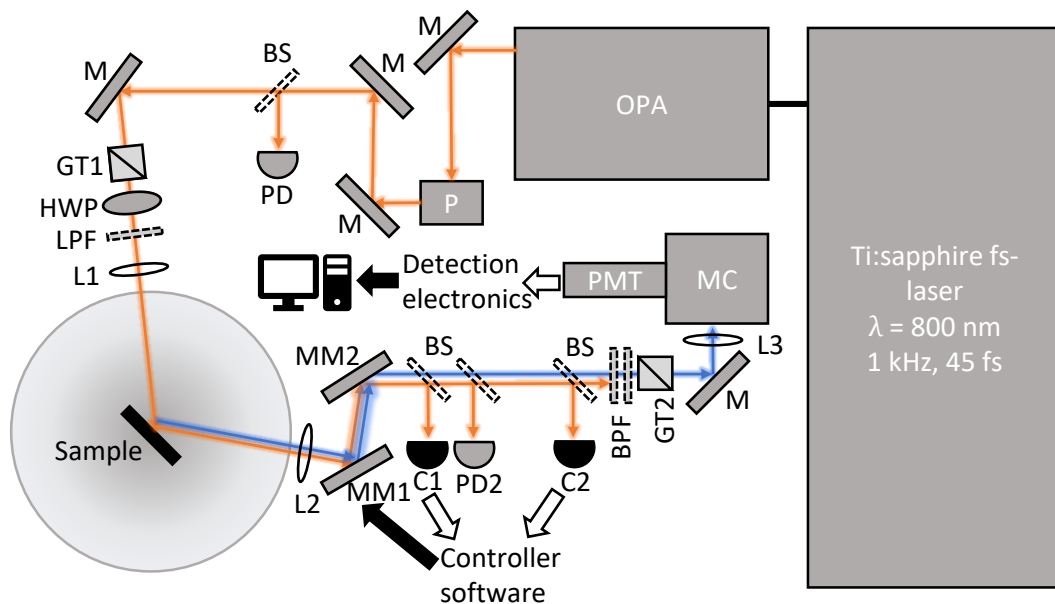 M
BS
M
M
OPA
GT1
PD
M
P
HWP
LPF
L1
Detection
electronics
PMT
MC
Ti:sapphire fs-
laser
λ = 800 nm
1 kHz, 45 fs
L3
MM2
BS
BS
M
Sample
BPF
GT2
L2
MM1
C1
PD2
C2
Controller
software